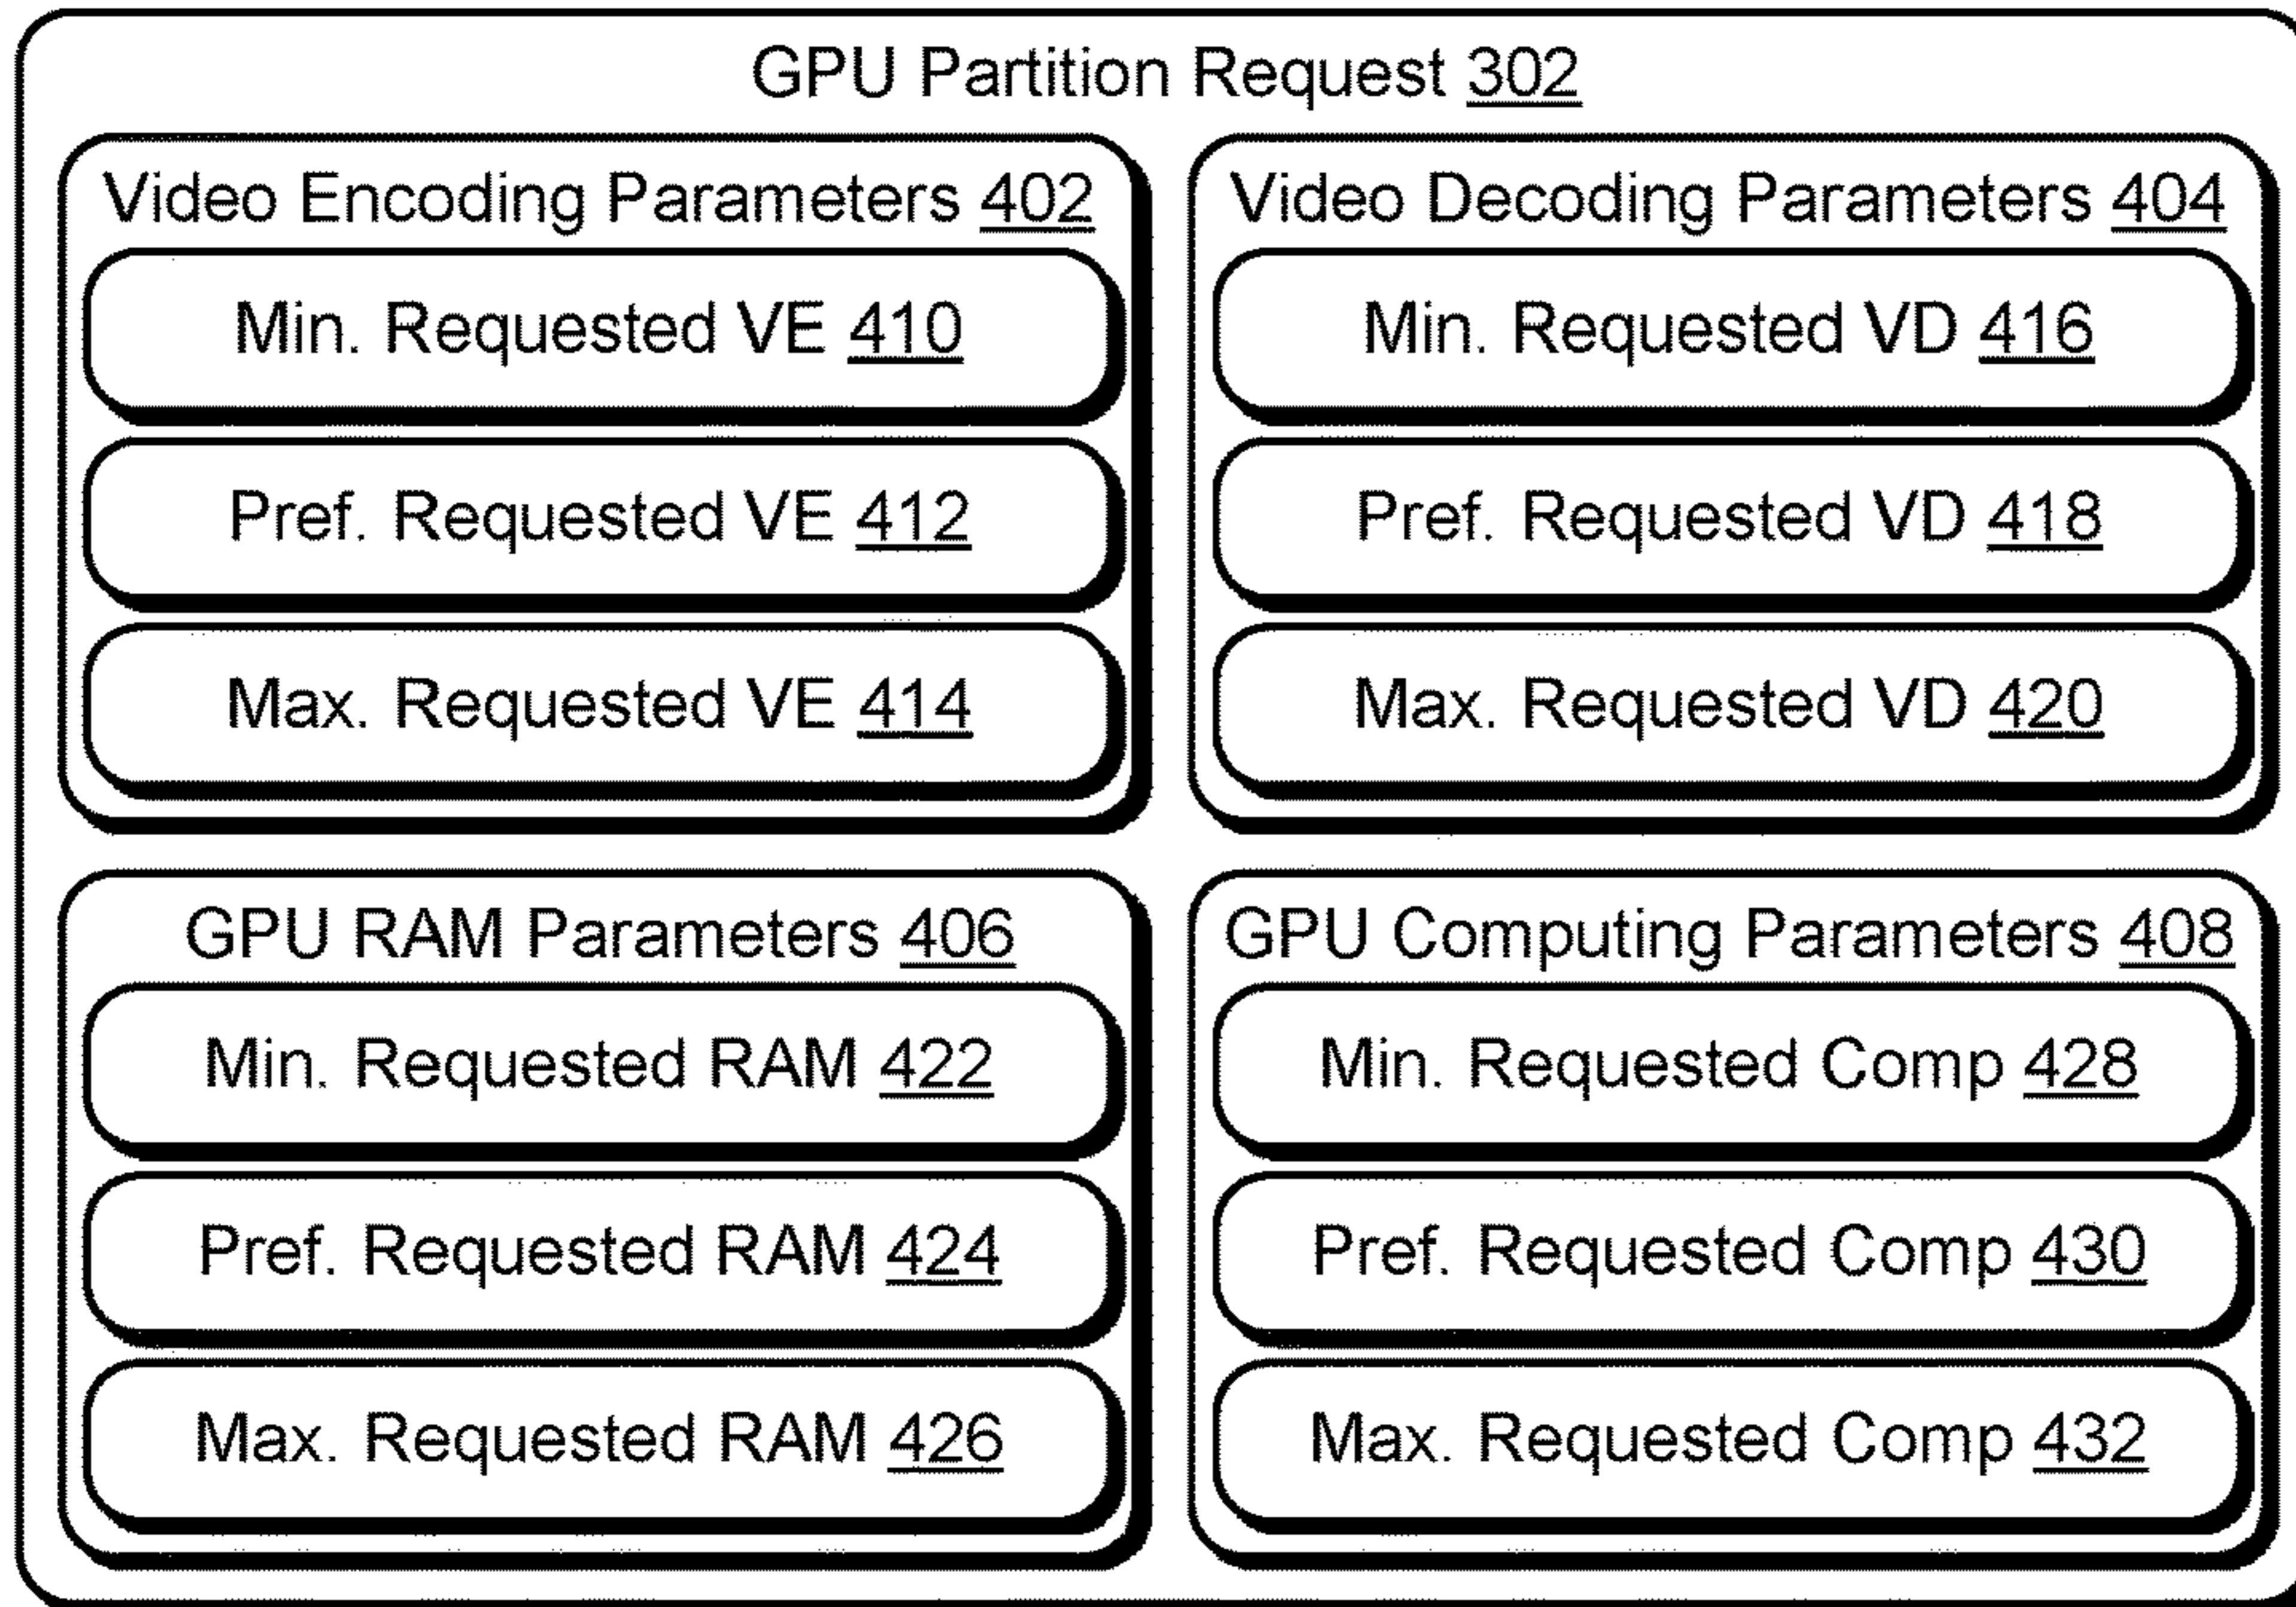 GPU Partition Request 302
Video Encoding Parameters 402
Min. Requested VE 410
Pref. Requested VE 412
Max. Requested VE 414
Video Decoding Parameters 404
Min. Requested VD 416
Pref. Requested VD 418
Max. Requested VD 420
GPU RAM Parameters 406
Min. Requested RAM 422
Pref. Requested RAM 424
Max. Requested RAM 426
GPU Computing Parameters 408
Min. Requested Comp 428
Pref. Requested Comp 430
Max. Requested Comp 432